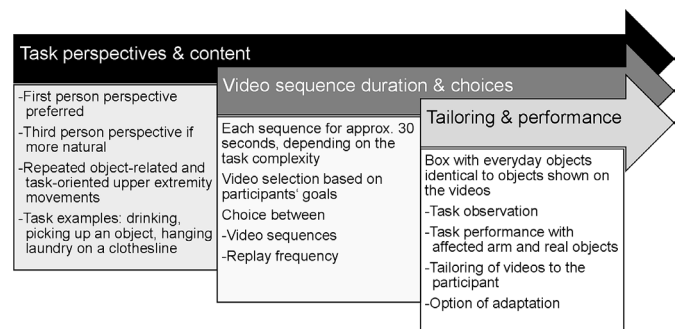 Task perspectives & content
-First person perspective
preferred
-Third person perspective if
more natural
-Repeated object-related and
task-oriented upper extremity
movements
-Task examples: drinking,
picking up an object, hanging
laundry on a clothesline
Video sequence duration & choices
Each sequence for approx. 30
seconds, depending on the
task complexity
Video selection based on
participants‘ goals
Choice between
-Video sequences
-Replay frequency
Tailoring & performance
Box with everyday objects
identical to objects shown on
the videos
-Task observation
-Task performance with
affected arm and real objects
-Tailoring of videos to the
participant
-Option of adaptation